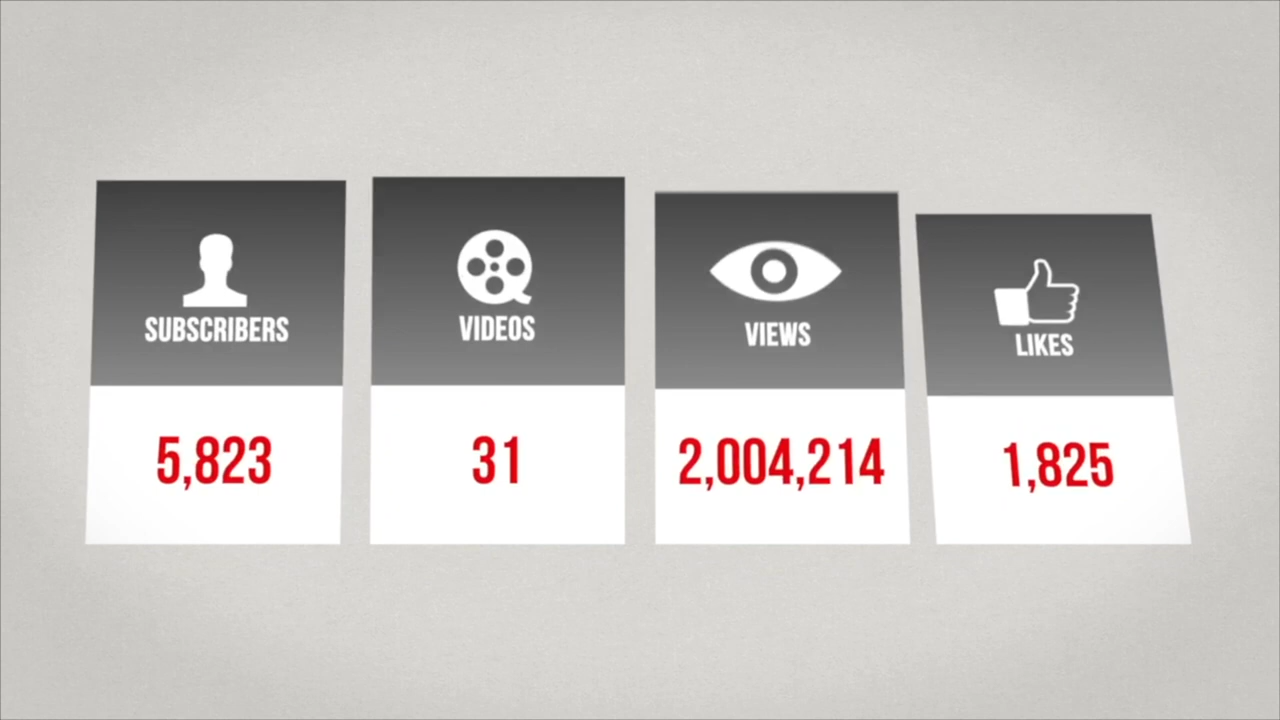 SUBSCRIBERS
5,823
VIDEOS
31
VIEWS
2,004,214
LIKES
1,825